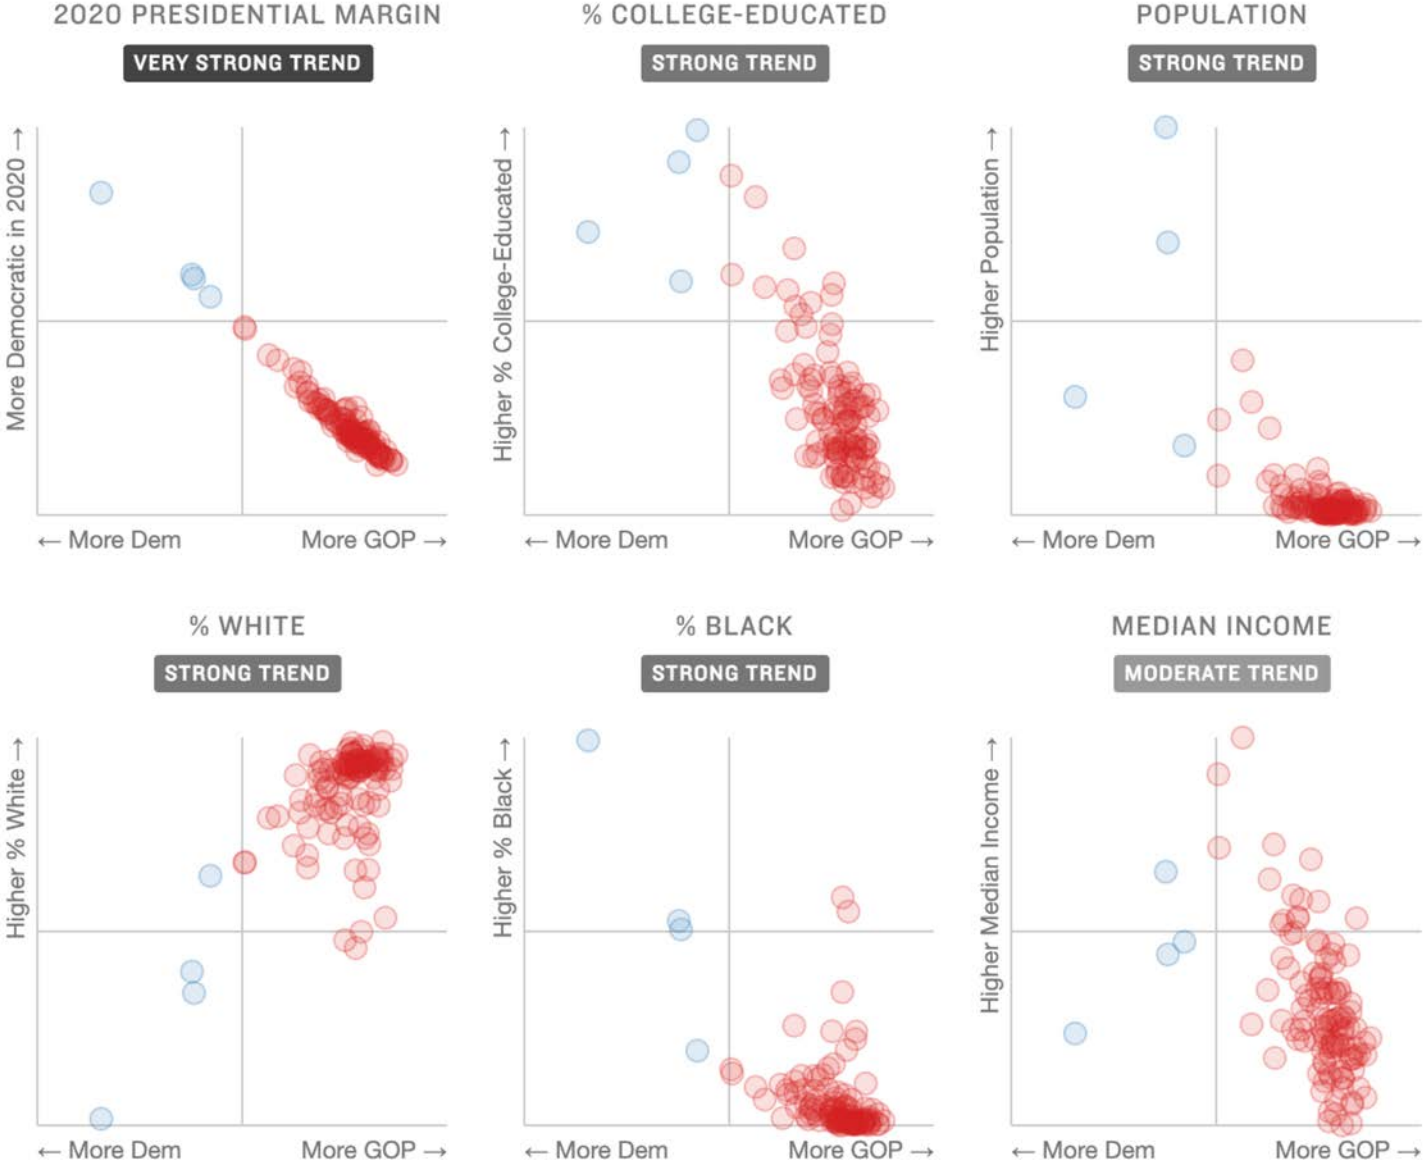 2020 PRESIDENTIAL MARGIN
VERY STRONG TREND
More Democratic in 2020 →
← More Dem
More GOP →
% COLLEGE-EDUCATED
STRONG TREND
Higher % College-Educated →
← More Dem
More GOP →
POPULATION
STRONG TREND
Higher Population →
← More Dem
More GOP →
% WHITE
STRONG TREND
Higher % White →
← More Dem
More GOP →
% BLACK
STRONG TREND
Higher % Black →
← More Dem
More GOP →
MEDIAN INCOME
MODERATE TREND
Higher Median Income →
← More Dem
More GOP →